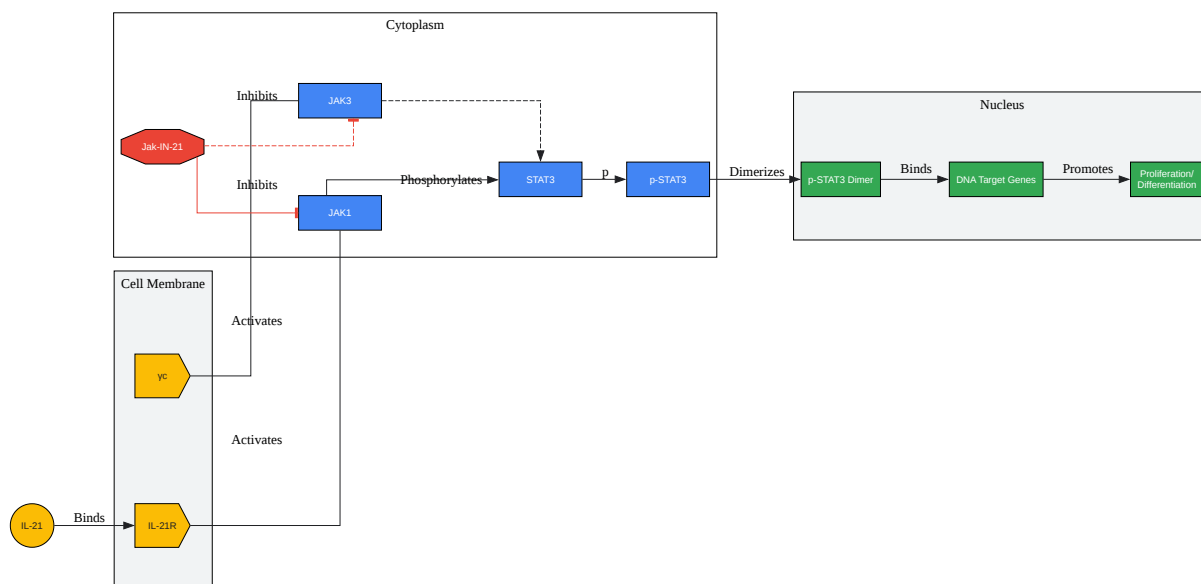 Cytoplasm
Nucleus
Inhibits
JAK3
Jak-IN-21
Inhibits
JAK1
Phosphorylates
STAT3
p
p-STAT3
Dimerizes
p-STAT3 Dimer
Binds
DNA Target Genes
Promotes
Proliferation/
Differentiation
Cell Membrane
Activates
γc
Activates
IL-21
Binds
IL-21R